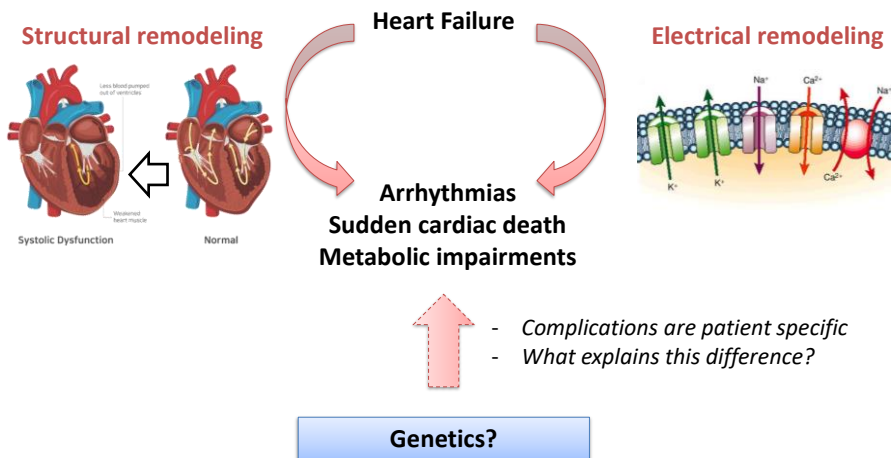 Heart Failure
Structural remodeling
Electrical remodeling
Less blood pumped
out of ventricles
Weakened
heart muscle
Systolic Dysfunction
Normal
Na⁺
Ca²⁺
Na⁺
K⁺
K⁺
Ca²⁺
Arrhythmias
Sudden cardiac death
Metabolic impairments
- Complications are patient specific
- What explains this difference?
Genetics?